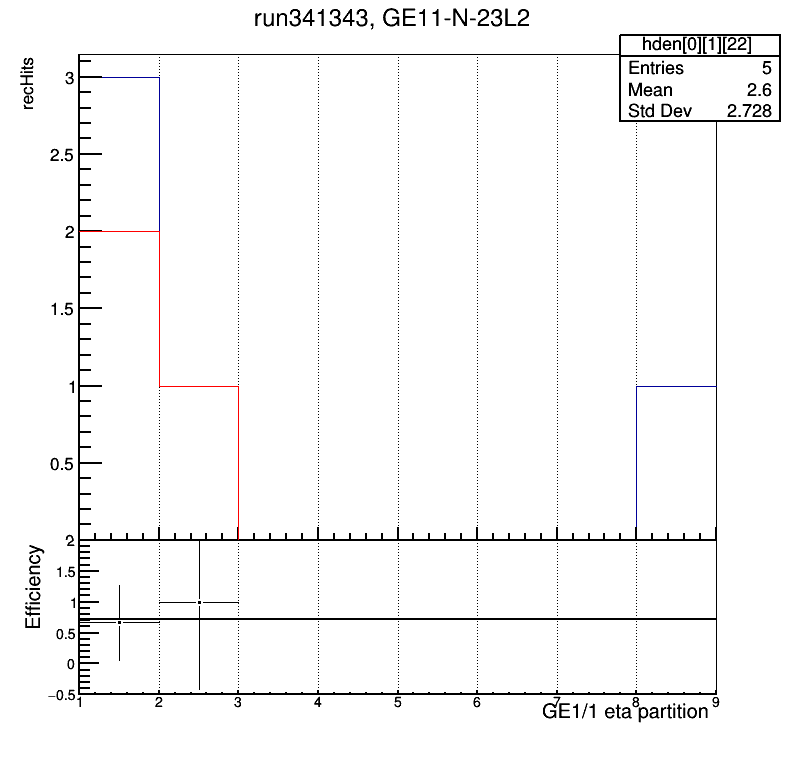 run341343, GE11-N-23L2
hden[0][1][22]
Entries 5
Mean 2.6
Std Dev 2.728
recHits
3
2.5
2
1.5
1
0.5
Efficiency
2
1.5
1
0.5
0
−0.5
1 2 3 4 5 6 7 8 9
GE1/1 eta partition